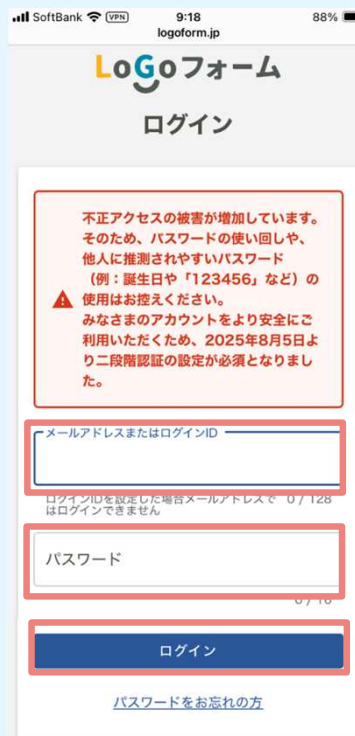 SoftBank VPN 9:18 88%
logoform.jp
LoGoフォーム
ログイン
不正アクセスの被害が増加しています。
そのため、パスワードの使い回しや、
他人に推測されやすいパスワード
（例：誕生日や「123456」など）の
使用はお控えください。
みなさまのアカウントをより安全にご
利用いただくため、2025年8月5日よ
り二段階認証の設定が必須となりまし
た。
メールアドレスまたはログインID
ログインIDを設定した場合メールアドレスで 0 / 128
はログインできません
パスワード
0 / 16
ログイン
パスワードをお忘れの方